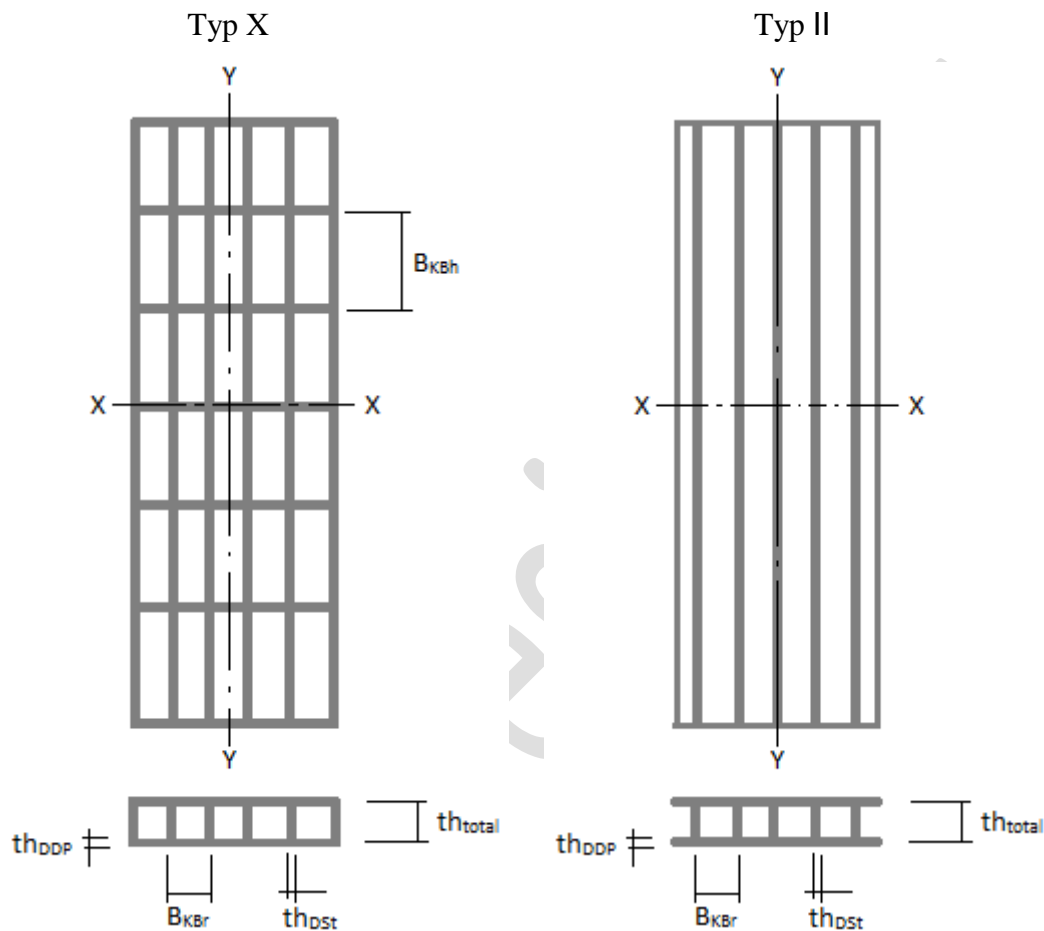 Typ X
Typ II
Y
Y
B_KBh
X
X
X
X
Y
Y
th_total
th_total
th_DDP
th_DDP
B_KBr
th_DSt
B_KBr
th_DSt